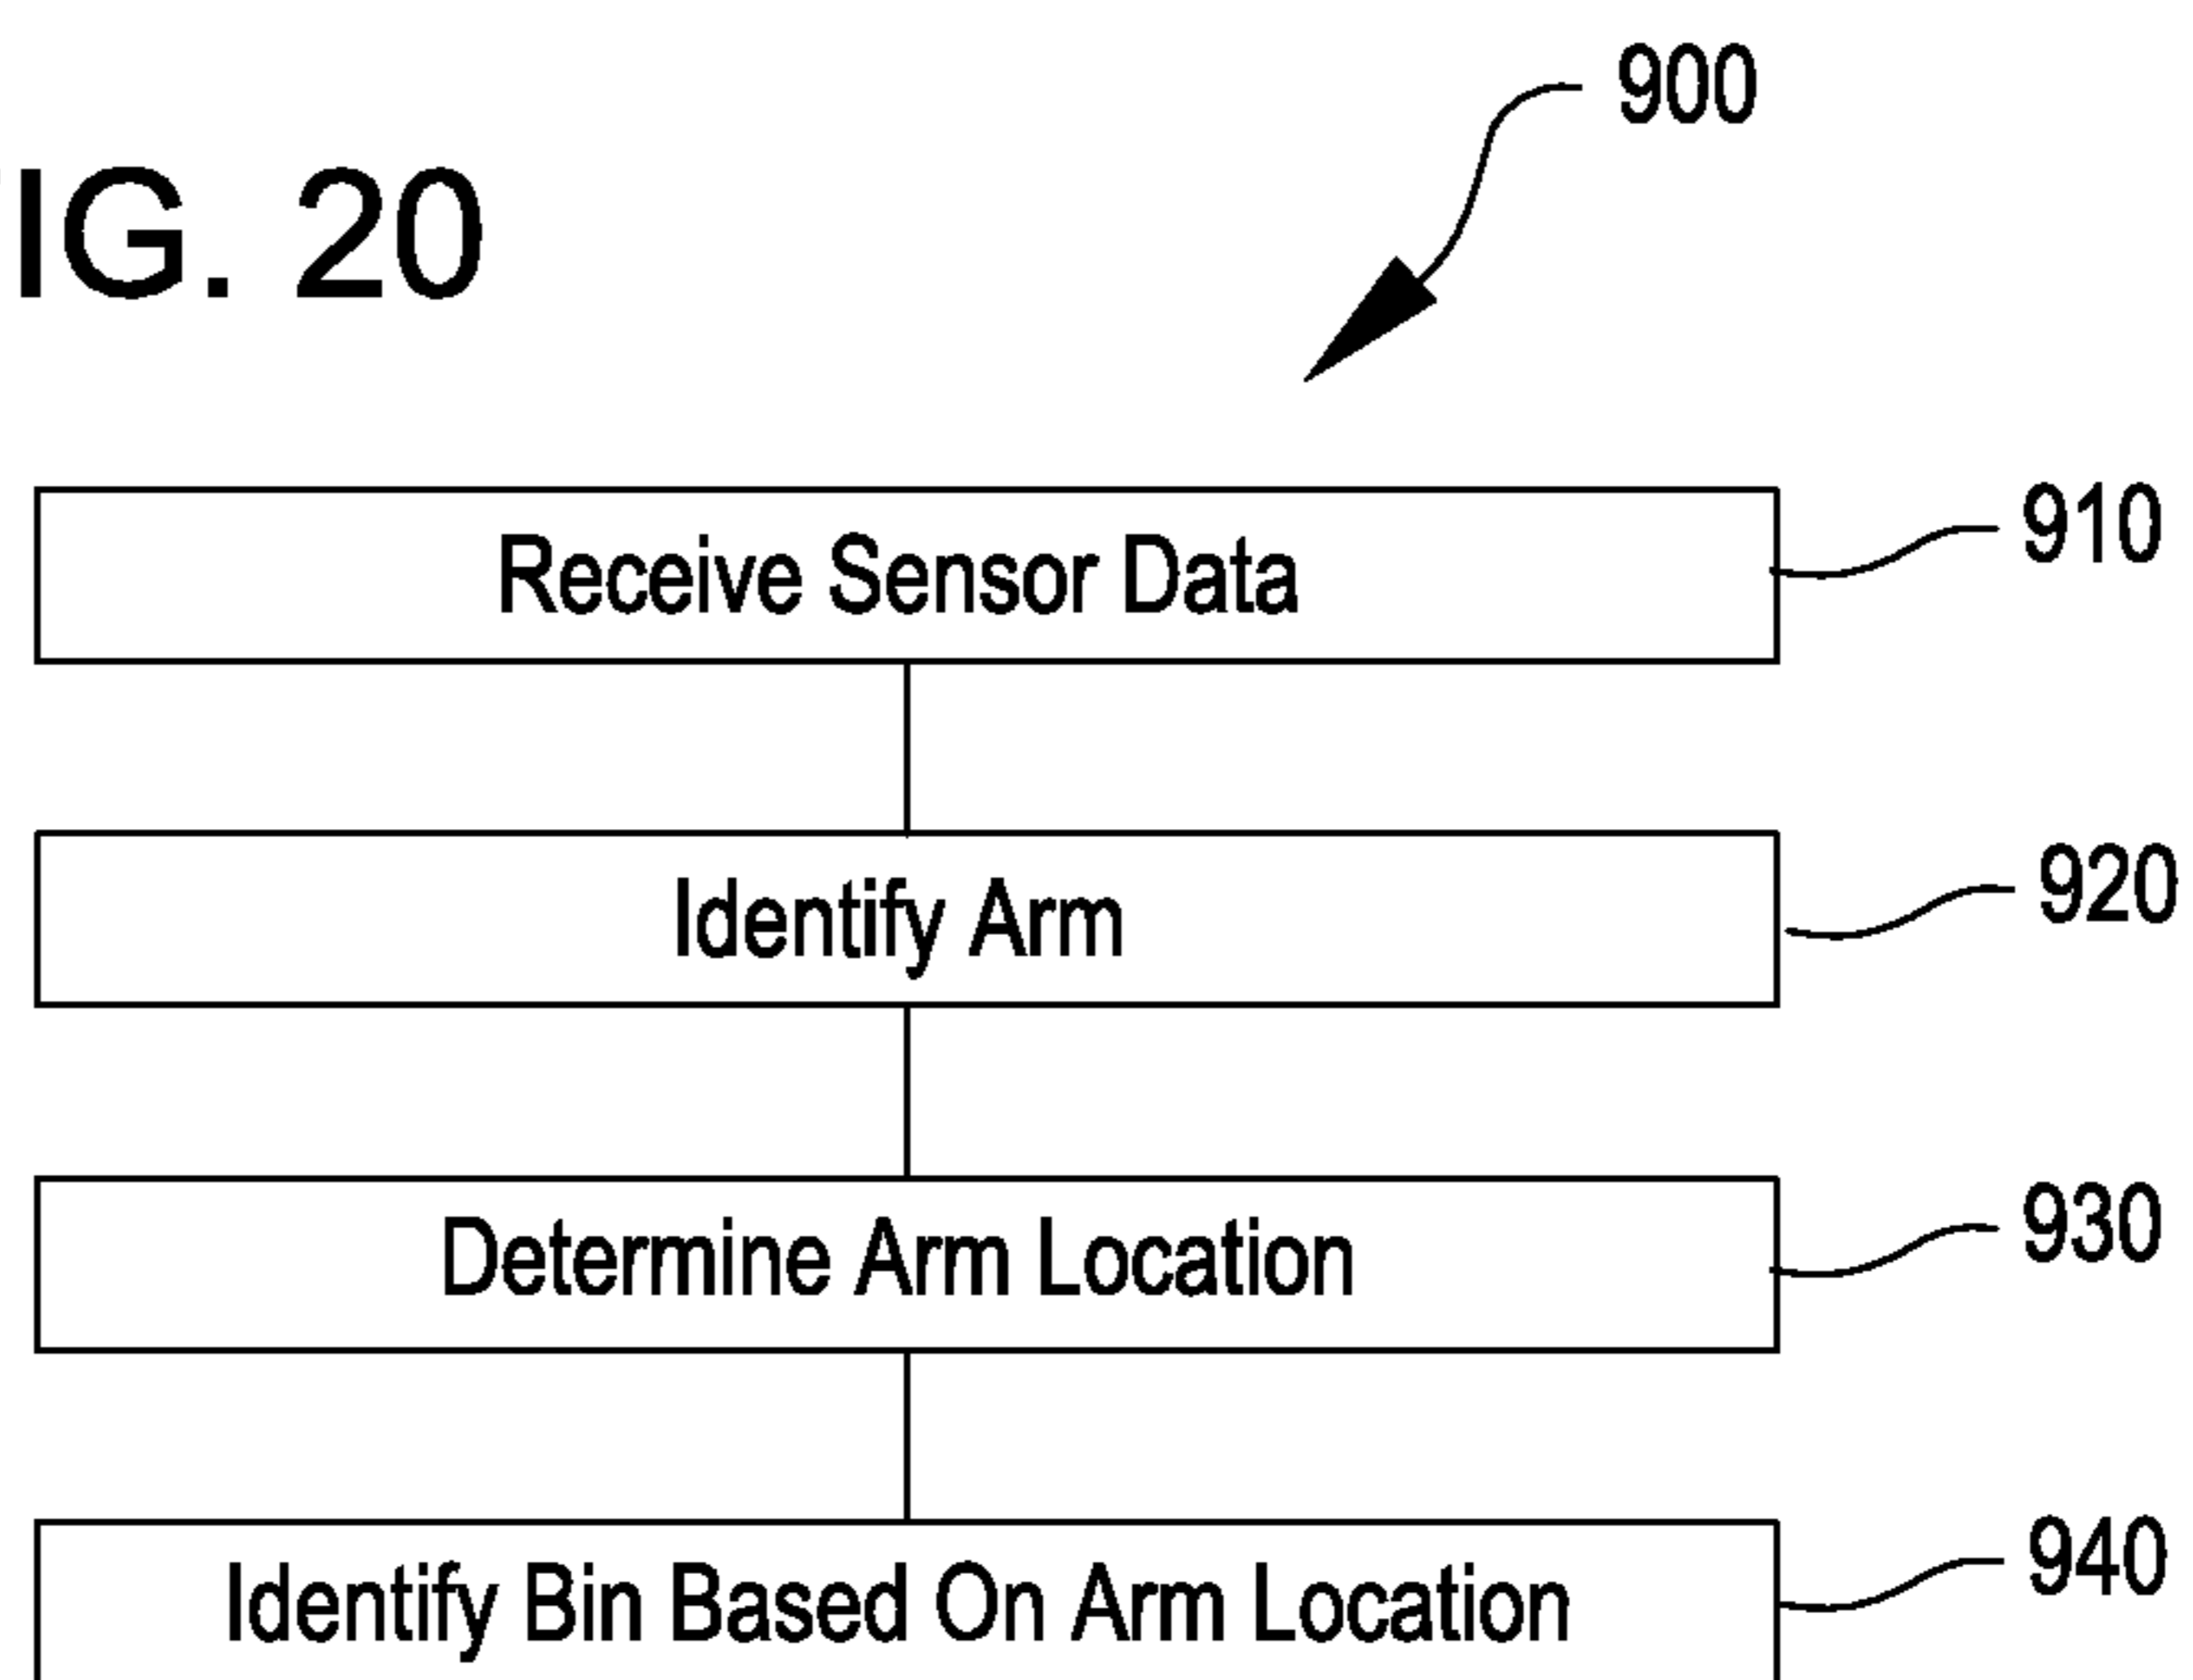 900
IG. 20
Receive Sensor Data
910
Identify Arm
920
Determine Arm Location
930
Identify Bin Based On Arm Location
940